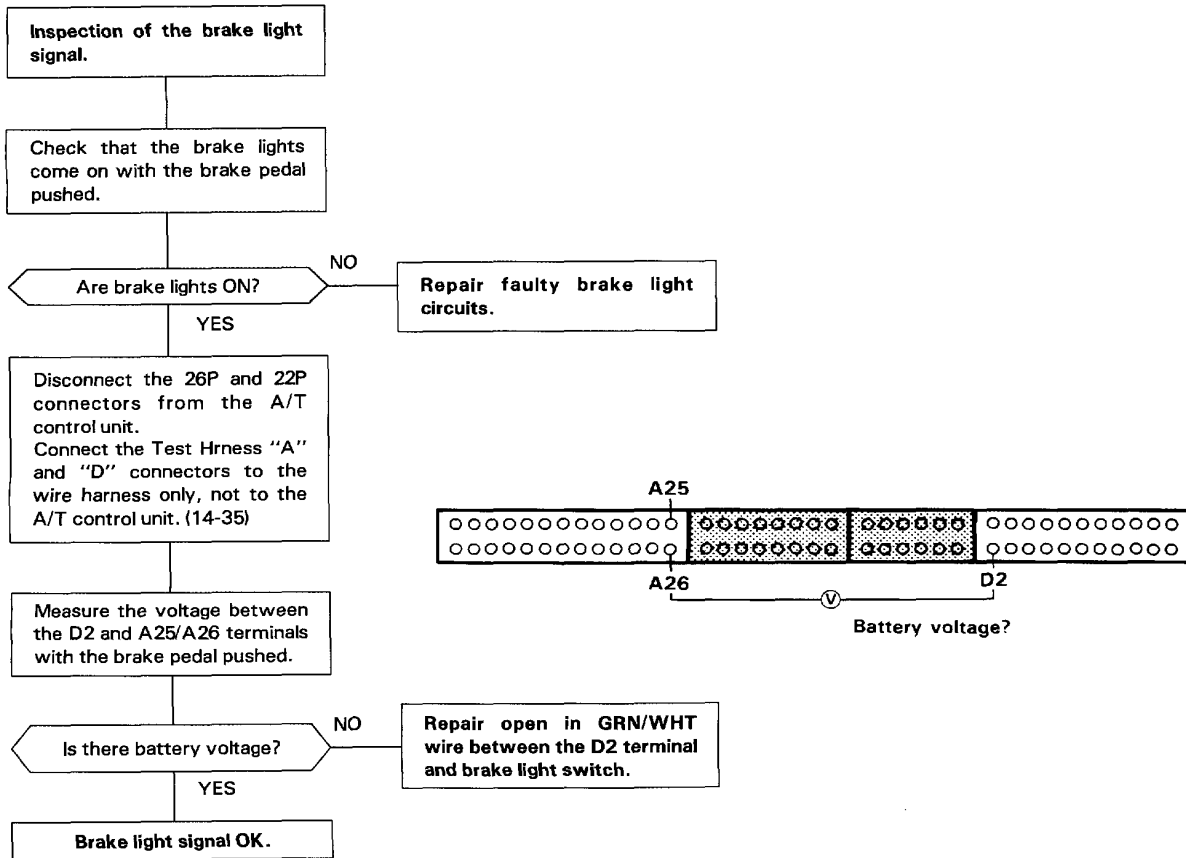 Inspection of the brake light
signal.
Check that the brake lights
come on with the brake pedal
pushed.
Are brake lights ON?
NO
Repair faulty brake light
circuits.
YES
Disconnect the 26P and 22P
connectors from the A/T
control unit.
Connect the Test Hrness "A"
and "D" connectors to the
wire harness only, not to the
A/T control unit. (14-35)
A25
A26
D2
V
Battery voltage?
Measure the voltage between
the D2 and A25/A26 terminals
with the brake pedal pushed.
Is there battery voltage?
NO
Repair open in GRN/WHT
wire between the D2 terminal
and brake light switch.
YES
Brake light signal OK.